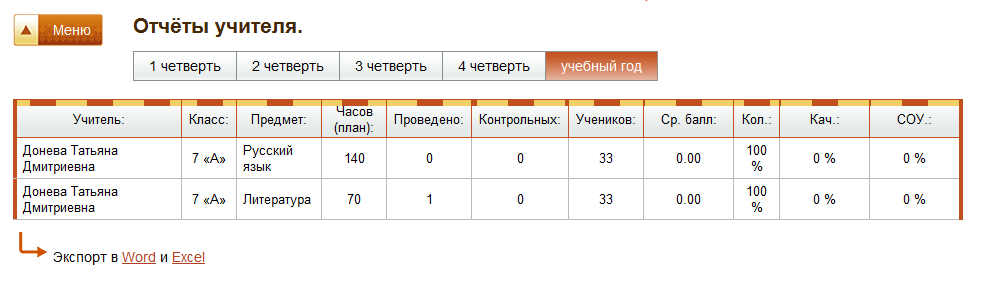 Меню
Отчёты учителя.
1 четверть 2 четверть 3 четверть 4 четверть учебный год
Учитель: Класс: Предмет: Часов (план): Проведено: Контрольных: Учеников: Ср. балл: Кол.: Кач.: СОУ.:
Донева Татьяна Дмитриевна 7 «А» Русский язык 140 0 0 33 0.00 100 % 0 % 0 %
Донева Татьяна Дмитриевна 7 «А» Литература 70 1 0 33 0.00 100 % 0 % 0 %
Экспорт в Word и Excel